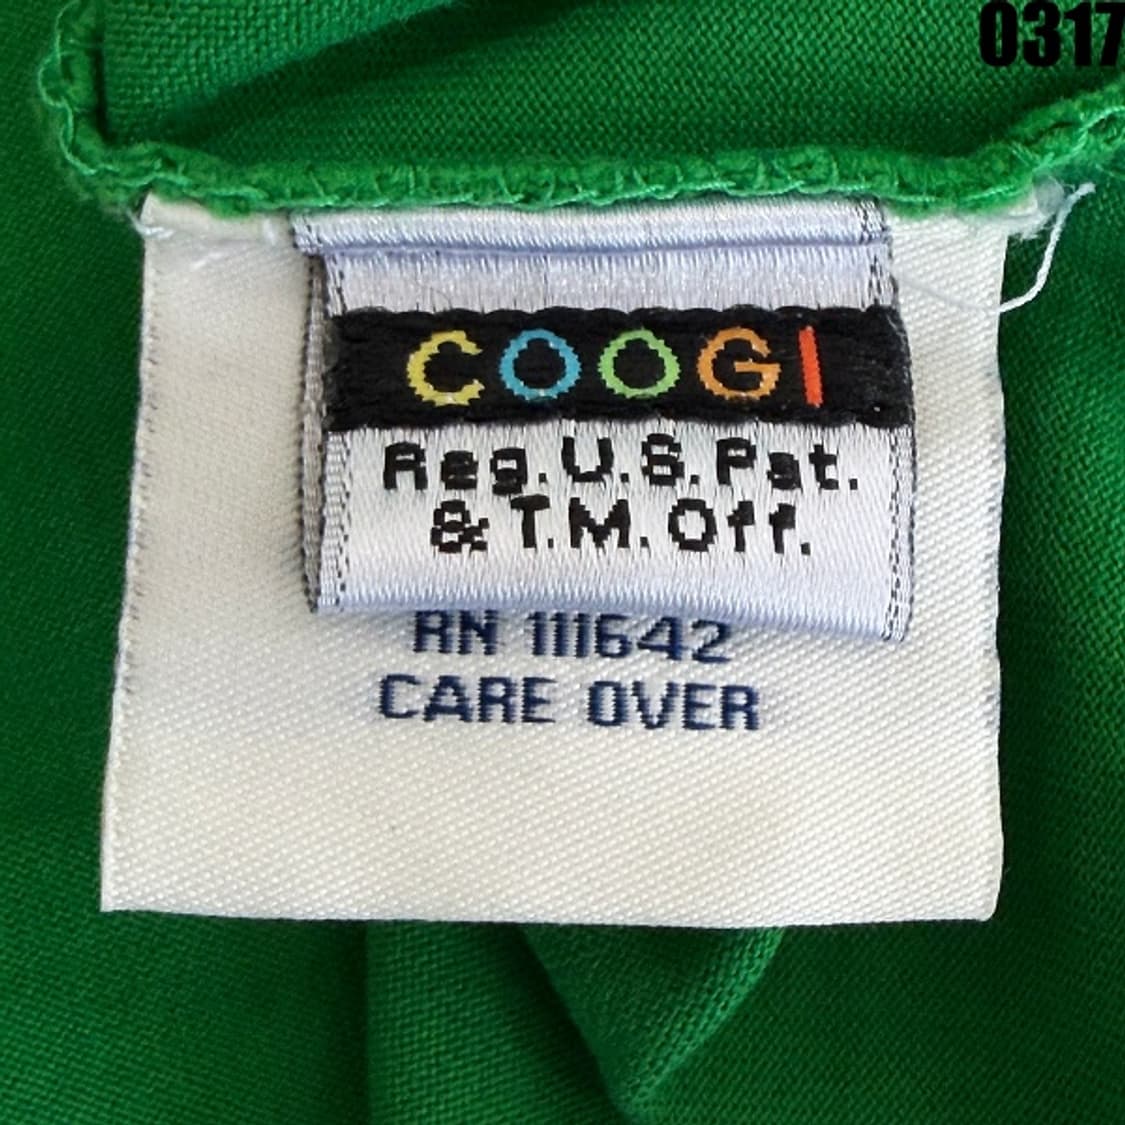 0317
COOGI
Reg. U.S. Pat.
& T.M. Off.
RN 111642
CARE OVER